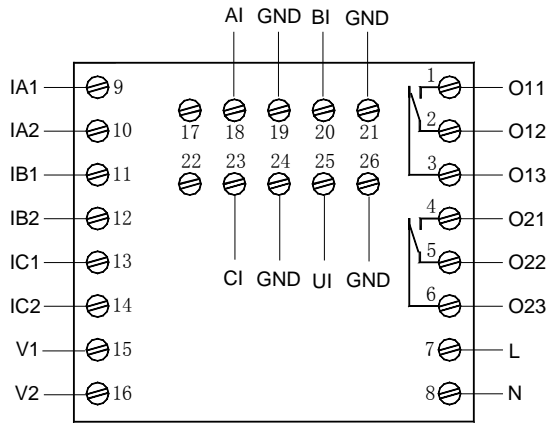 AI GND BI GND
IA1 9 1 O11
IA2 10 17 18 19 20 21 2 O12
IB1 11 22 23 24 25 26 3 O13
IB2 12 4 O21
IC1 13 CI GND UI GND 5 O22
IC2 14 6 O23
V1 15 7 L
V2 16 8 N